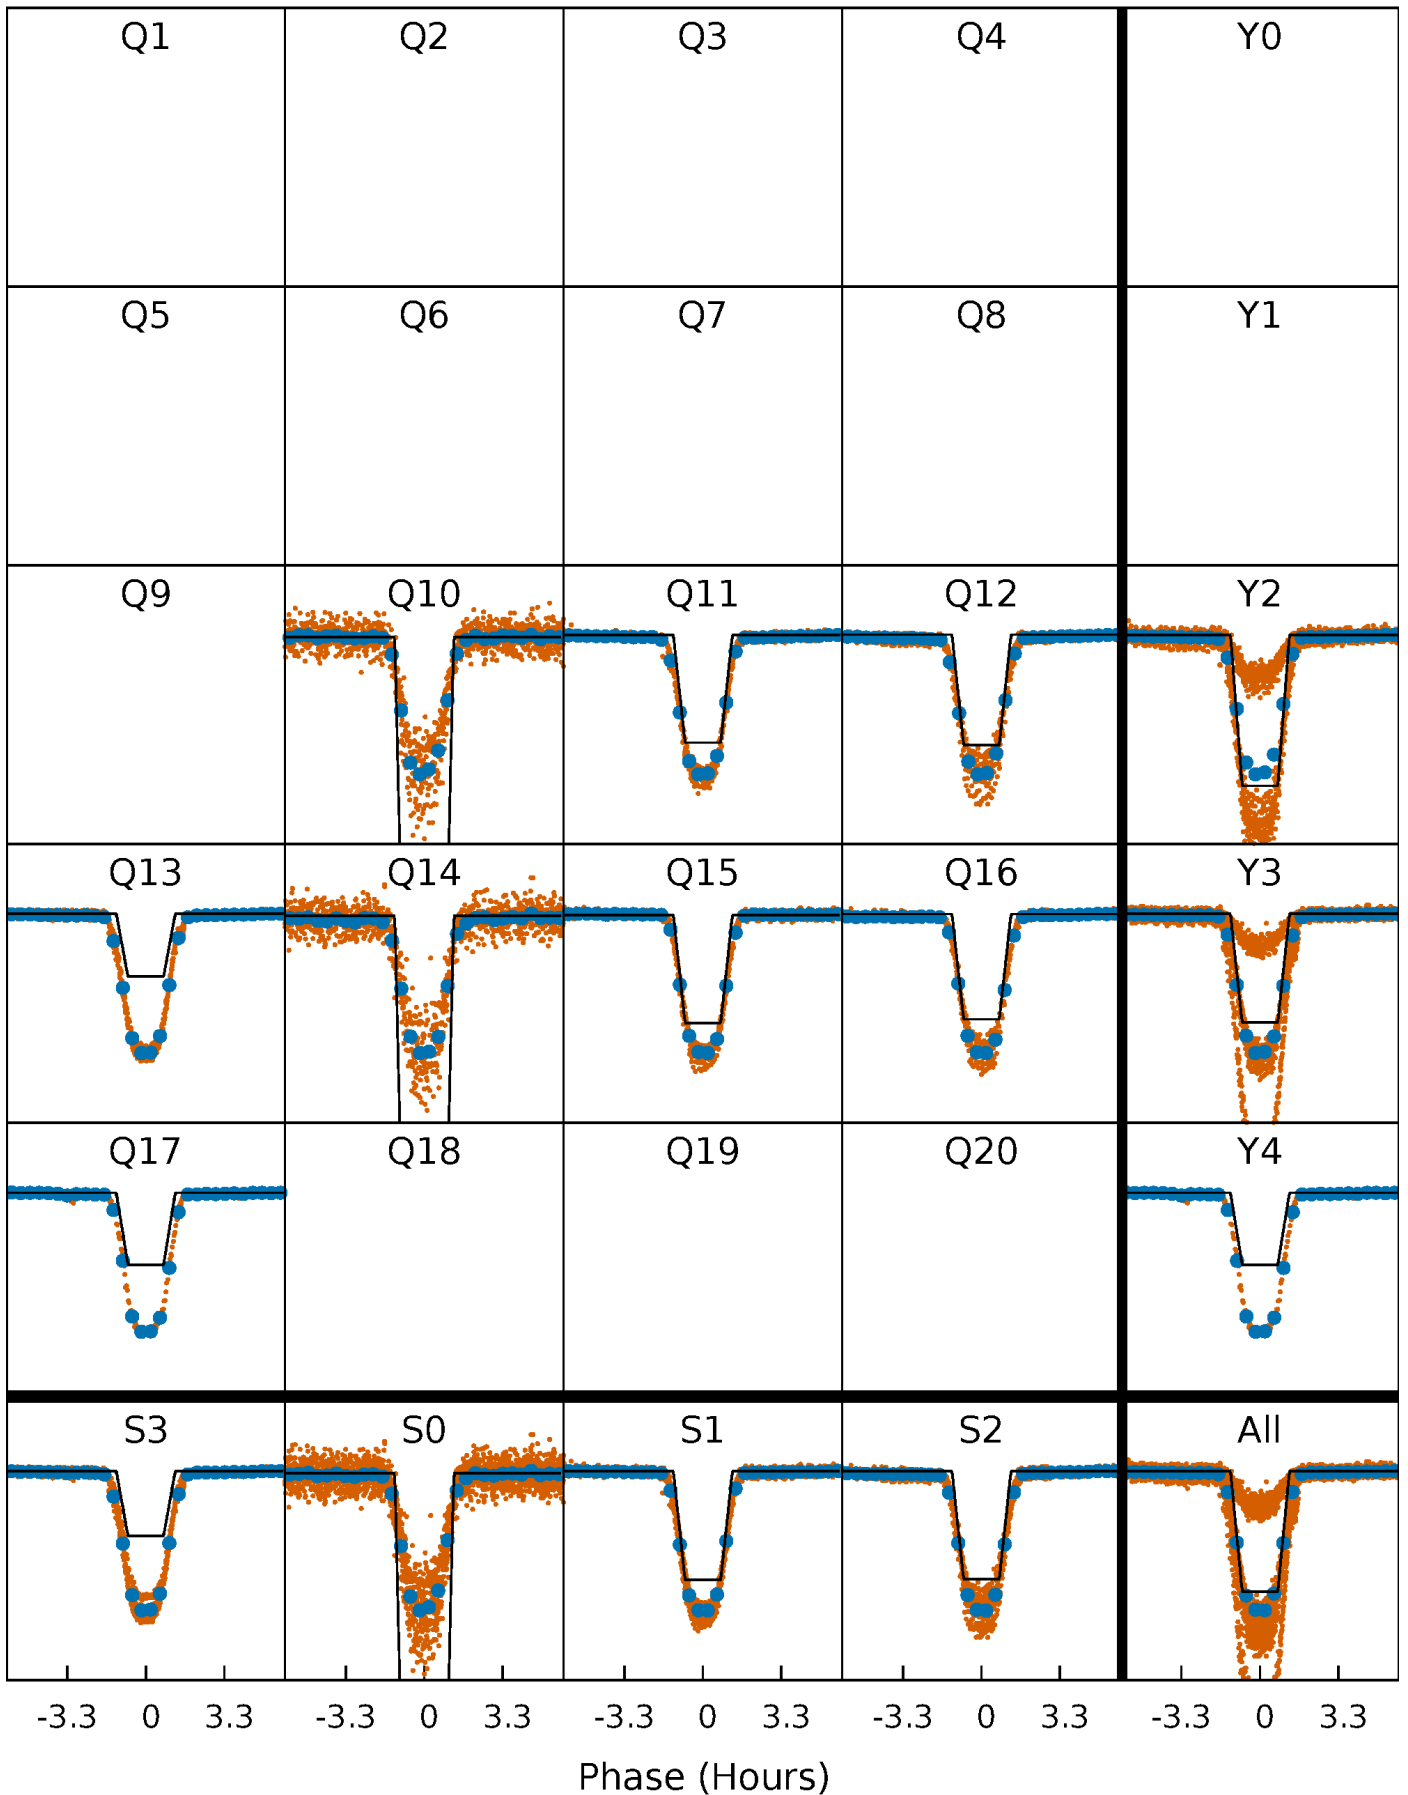 Q1 Q2 Q3 Q4 Y0
Q5 Q6 Q7 Q8 Y1
Q9 Q10 Q11 Q12 Y2
Q13 Q14 Q15 Q16 Y3
Q17 Q18 Q19 Q20 Y4
S3 S0 S1 S2 All
-3.3 0 3.3 -3.3 0 3.3 -3.3 0 3.3 -3.3 0 3.3 -3.3 0 3.3
Phase (Hours)